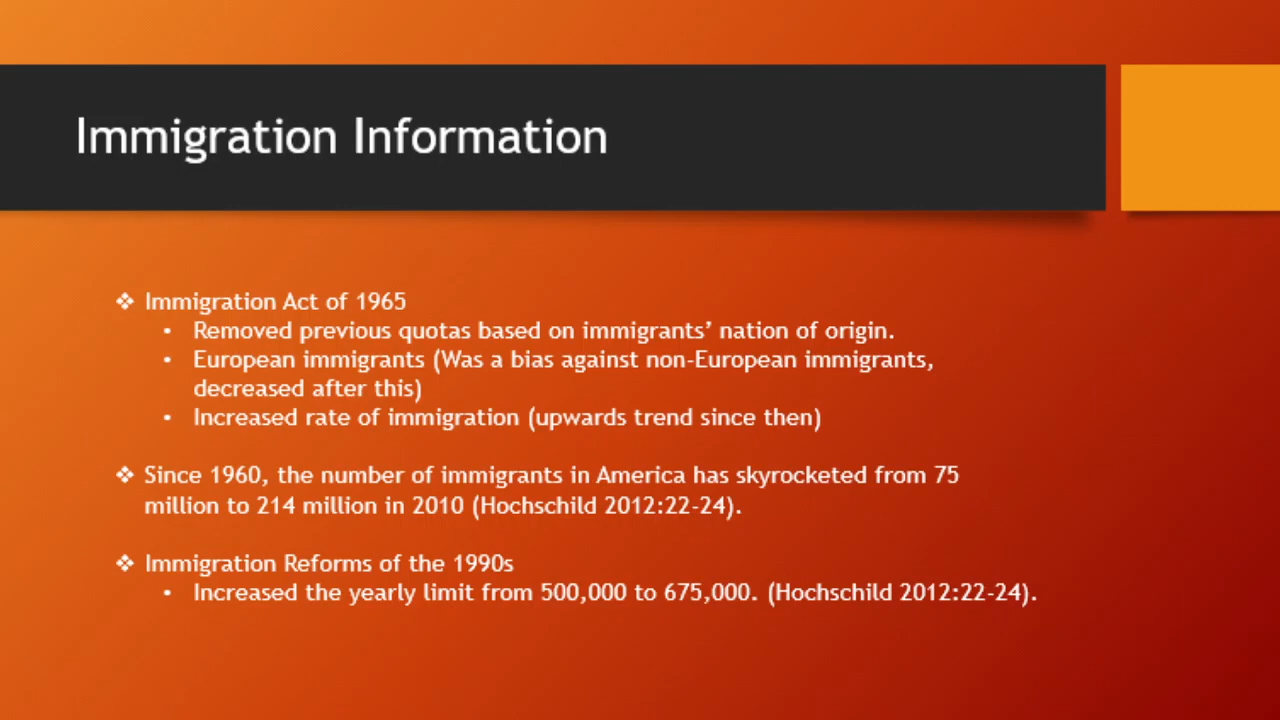 Immigration Information
❖ Immigration Act of 1965
• Removed previous quotas based on immigrants’ nation of origin.
• European immigrants (Was a bias against non-European immigrants,
decreased after this)
• Increased rate of immigration (upwards trend since then)
❖ Since 1960, the number of immigrants in America has skyrocketed from 75
million to 214 million in 2010 (Hochschild 2012:22-24).
❖ Immigration Reforms of the 1990s
• Increased the yearly limit from 500,000 to 675,000. (Hochschild 2012:22-24).